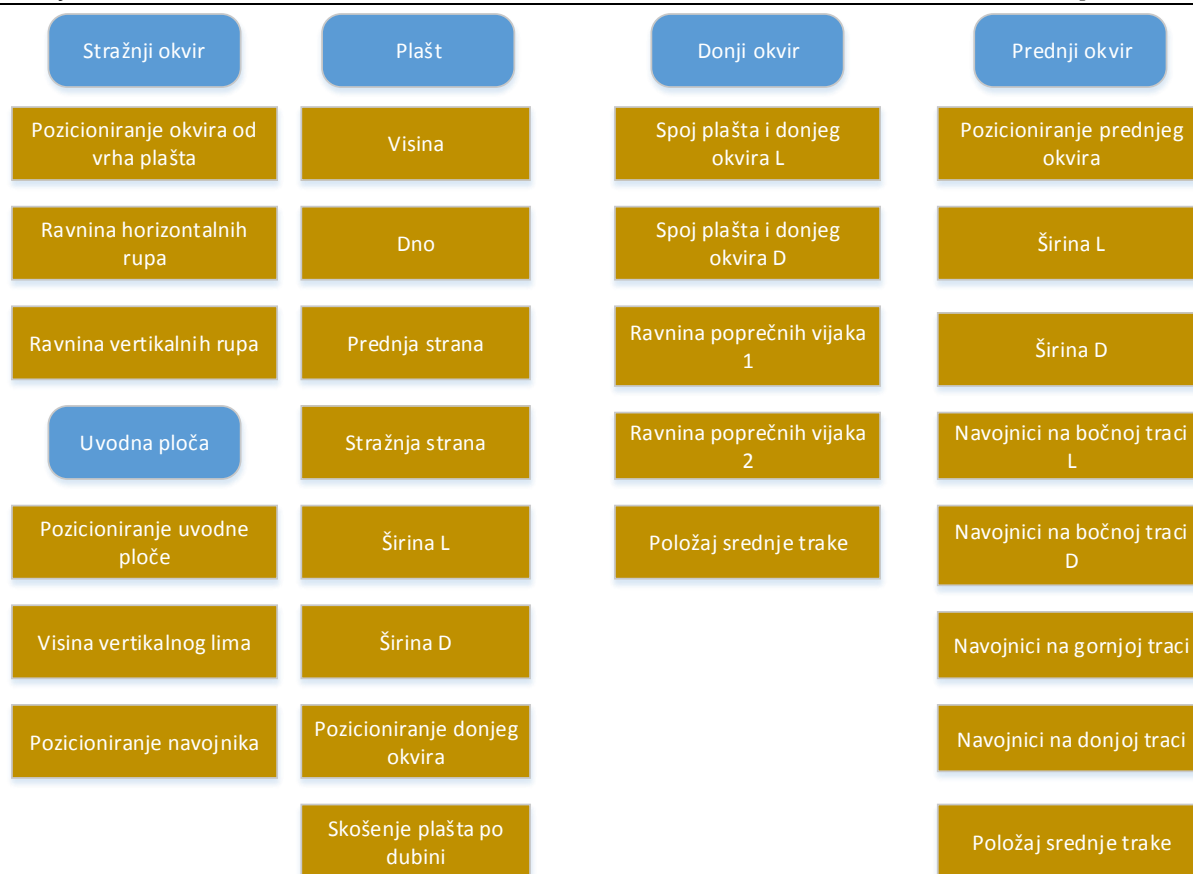 Stražnji okvir
Pozicioniranje okvira od
vrha plašta
Ravnina horizontalnih
rupa
Ravnina vertikalnih rupa
Uvodna ploča
Pozicioniranje uvodne
ploče
Visina vertikalnog lima
Pozicioniranje navojnika
Plašt
Visina
Dno
Prednja strana
Stražnja strana
Širina L
Širina D
Pozicioniranje donjeg
okvira
Skošenje plašta po
dubini
Donji okvir
Spoj plašta i donjeg
okvira L
Spoj plašta i donjeg
okvira D
Ravnina poprečnih vijaka
1
Ravnina poprečnih vijaka
2
Položaj srednje trake
Prednji okvir
Pozicioniranje prednjeg
okvira
Širina L
Širina D
Navojnici na bočnoj traci
L
Navojnici na bočnoj traci
D
Navojnici na gornjoj traci
Navojnici na donjoj traci
Položaj srednje trake